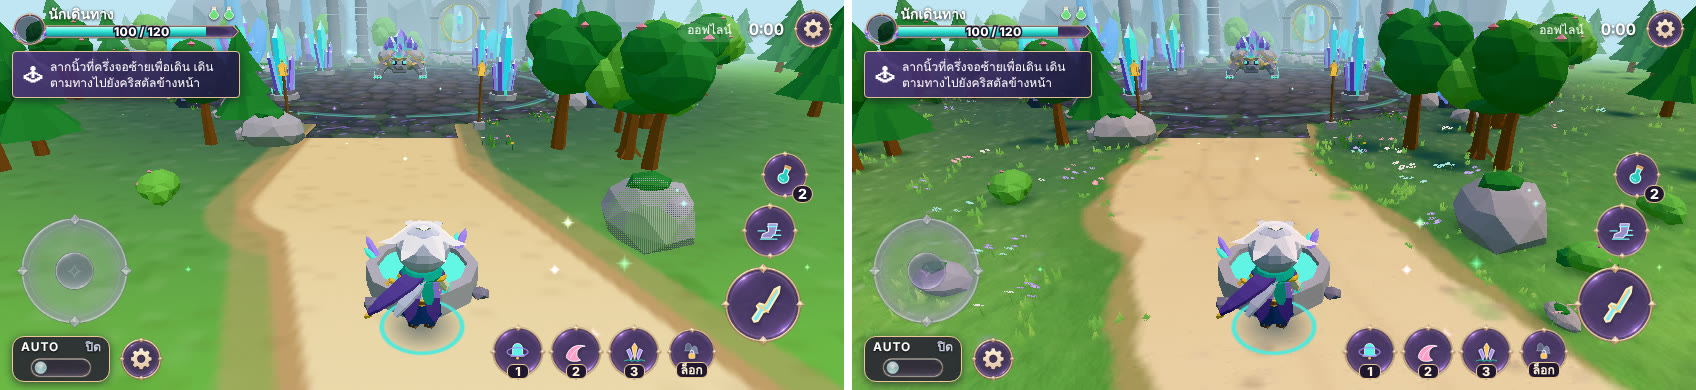 นักเดินทาง
100 / 120
ออฟไลน์ 0:00
ลากนิ้วที่ครึ่งจอซ้ายเพื่อเดิน เดิน
ตามทางไปยังคริสตัลข้างหน้า
2
AUTO ปิด
1 2 3 ล็อก
นักเดินทาง
100 / 120
ออฟไลน์ 0:00
ลากนิ้วที่ครึ่งจอซ้ายเพื่อเดิน เดิน
ตามทางไปยังคริสตัลข้างหน้า
2
AUTO ปิด
1 2 3 ล็อก